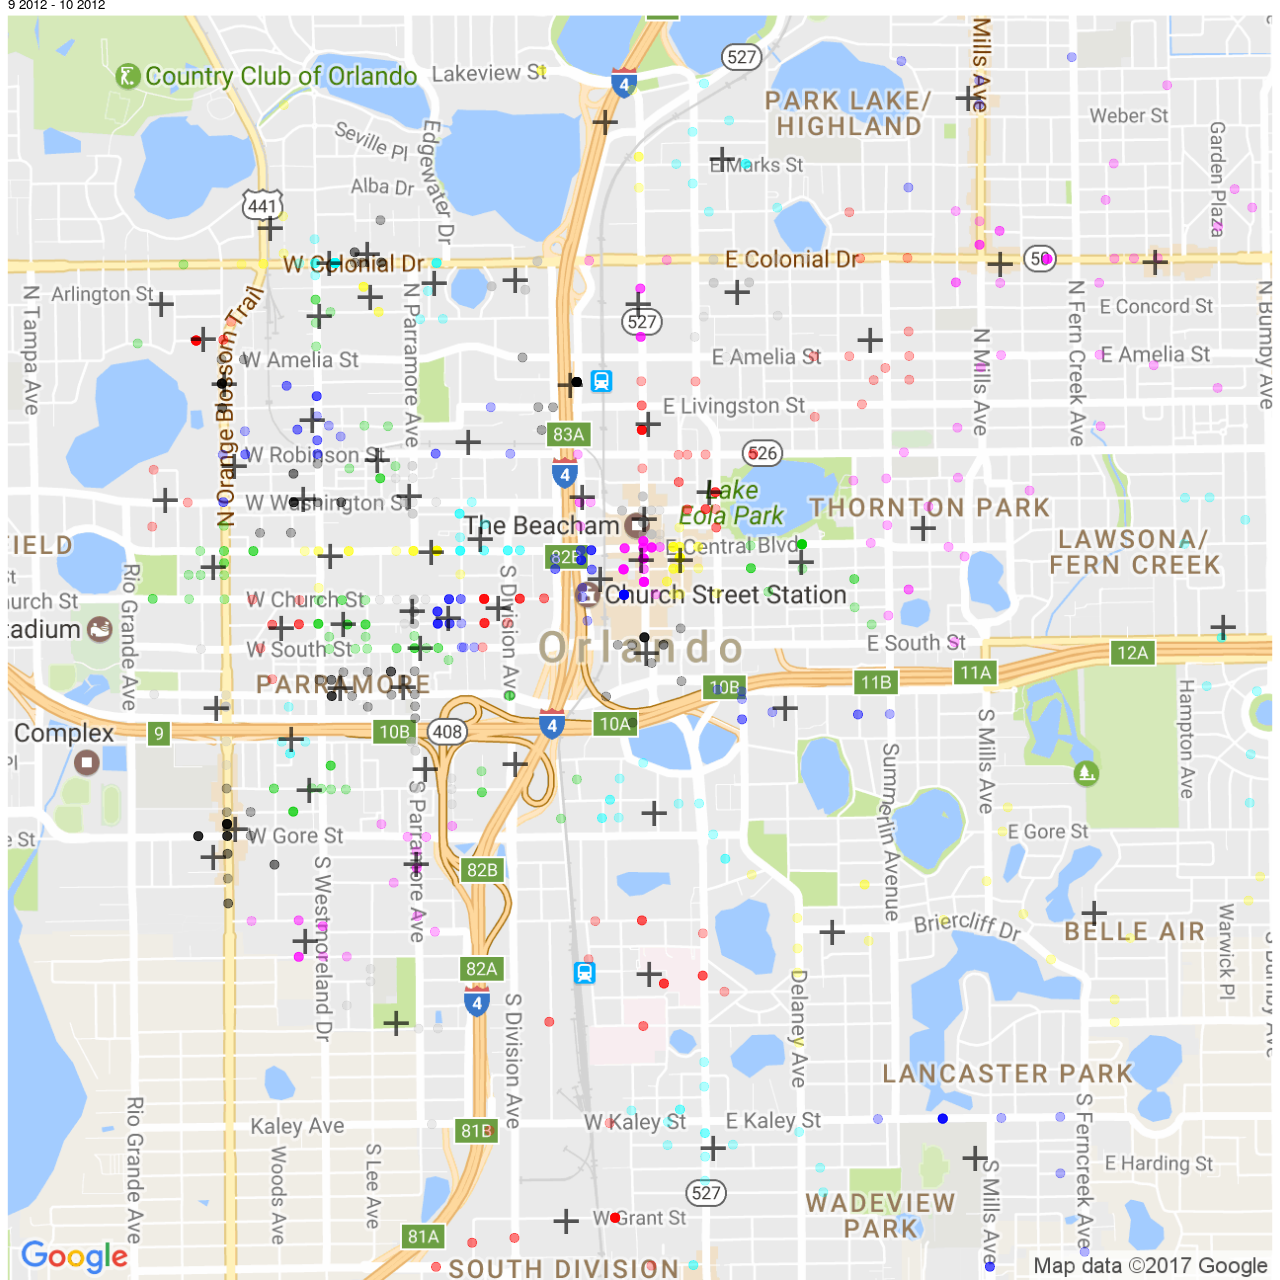 9 2012 - 10 2012
Country Club of Orlando
Lakeview St
4
527
Mills Ave
PARK LAKE/
HIGHLAND
Weber St
Garden Plaza
Seville Pl
Edgewater Dr
E Marks St
Alba Dr
441
W Colonial Dr
E Colonial Dr
50
N Tampa Ave
Arlington St
N Orange Blossom Trail
N Parramore Ave
527
E Concord St
N Fern Creek Ave
N Bumby Ave
N Mills Ave
W Amelia St
E Amelia St
E Amelia St
E Livingston St
83A
W Robinson St
526
4
W Washington St
Lake
Eola Park
THORNTON PARK
The Beacham
FIELD
E Central Blvd
82B
LAWSONA/
FERN CREEK
Rio Grande Ave
S Division Ave
W Church St
Church Street Station
W South St
Orlando
E South St
12A
11A
11B
10B
PARRAMORE
S Mills Ave
Hampton Ave
Complex
9
10B
408
4
10A
Summerlin Avenue
S Parramore Ave
W Gore St
E Gore St
82B
S Westmoreland Dr
Briercliff Dr
BELLE AIR
Warwick Pl
82A
4
Delaney Ave
S Division Ave
LANCASTER PARK
Rio Grande Ave
Kaley Ave
81B
W Kaley St
E Kaley St
S Ferncreek Ave
Woods Ave
S Lee Ave
E Harding St
S Mills Ave
527
WADEVIEW
PARK
W Grant St
81A
Google
SOUTH DIVISION
Map data ©2017 Google